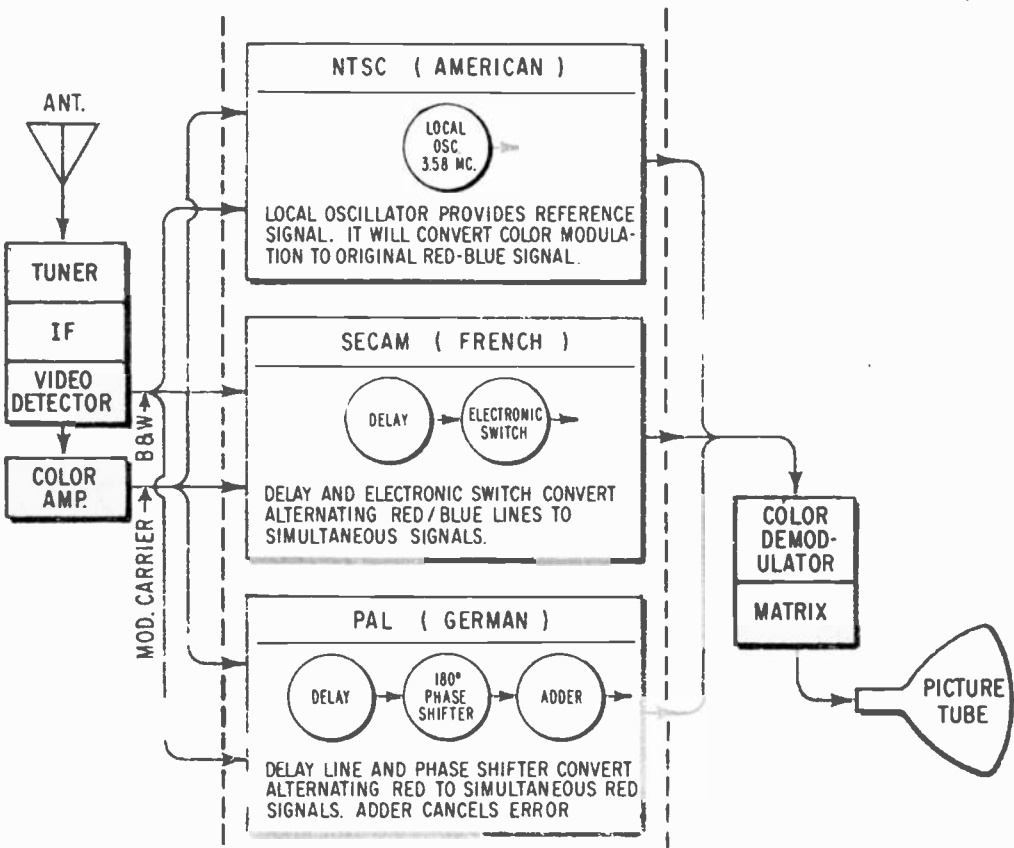 ANT.
TUNER
IF
VIDEO
DETECTOR
COLOR
AMP.
B&W
MOD. CARRIER
NTSC ( AMERICAN )
LOCAL
OSC.
3.58 MC.
LOCAL OSCILLATOR PROVIDES REFERENCE
SIGNAL. IT WILL CONVERT COLOR MODULA-
TION TO ORIGINAL RED-BLUE SIGNAL.
SECAM ( FRENCH )
DELAY
ELECTRONIC
SWITCH
DELAY AND ELECTRONIC SWITCH CONVERT
ALTERNATING RED/BLUE LINES TO
SIMULTANEOUS SIGNALS.
PAL ( GERMAN )
DELAY
180°
PHASE
SHIFTER
ADDER
DELAY LINE AND PHASE SHIFTER CONVERT
ALTERNATING RED TO SIMULTANEOUS RED
SIGNALS. ADDER CANCELS ERROR
COLOR
DEMOD-
ULATOR
MATRIX
PICTURE
TUBE